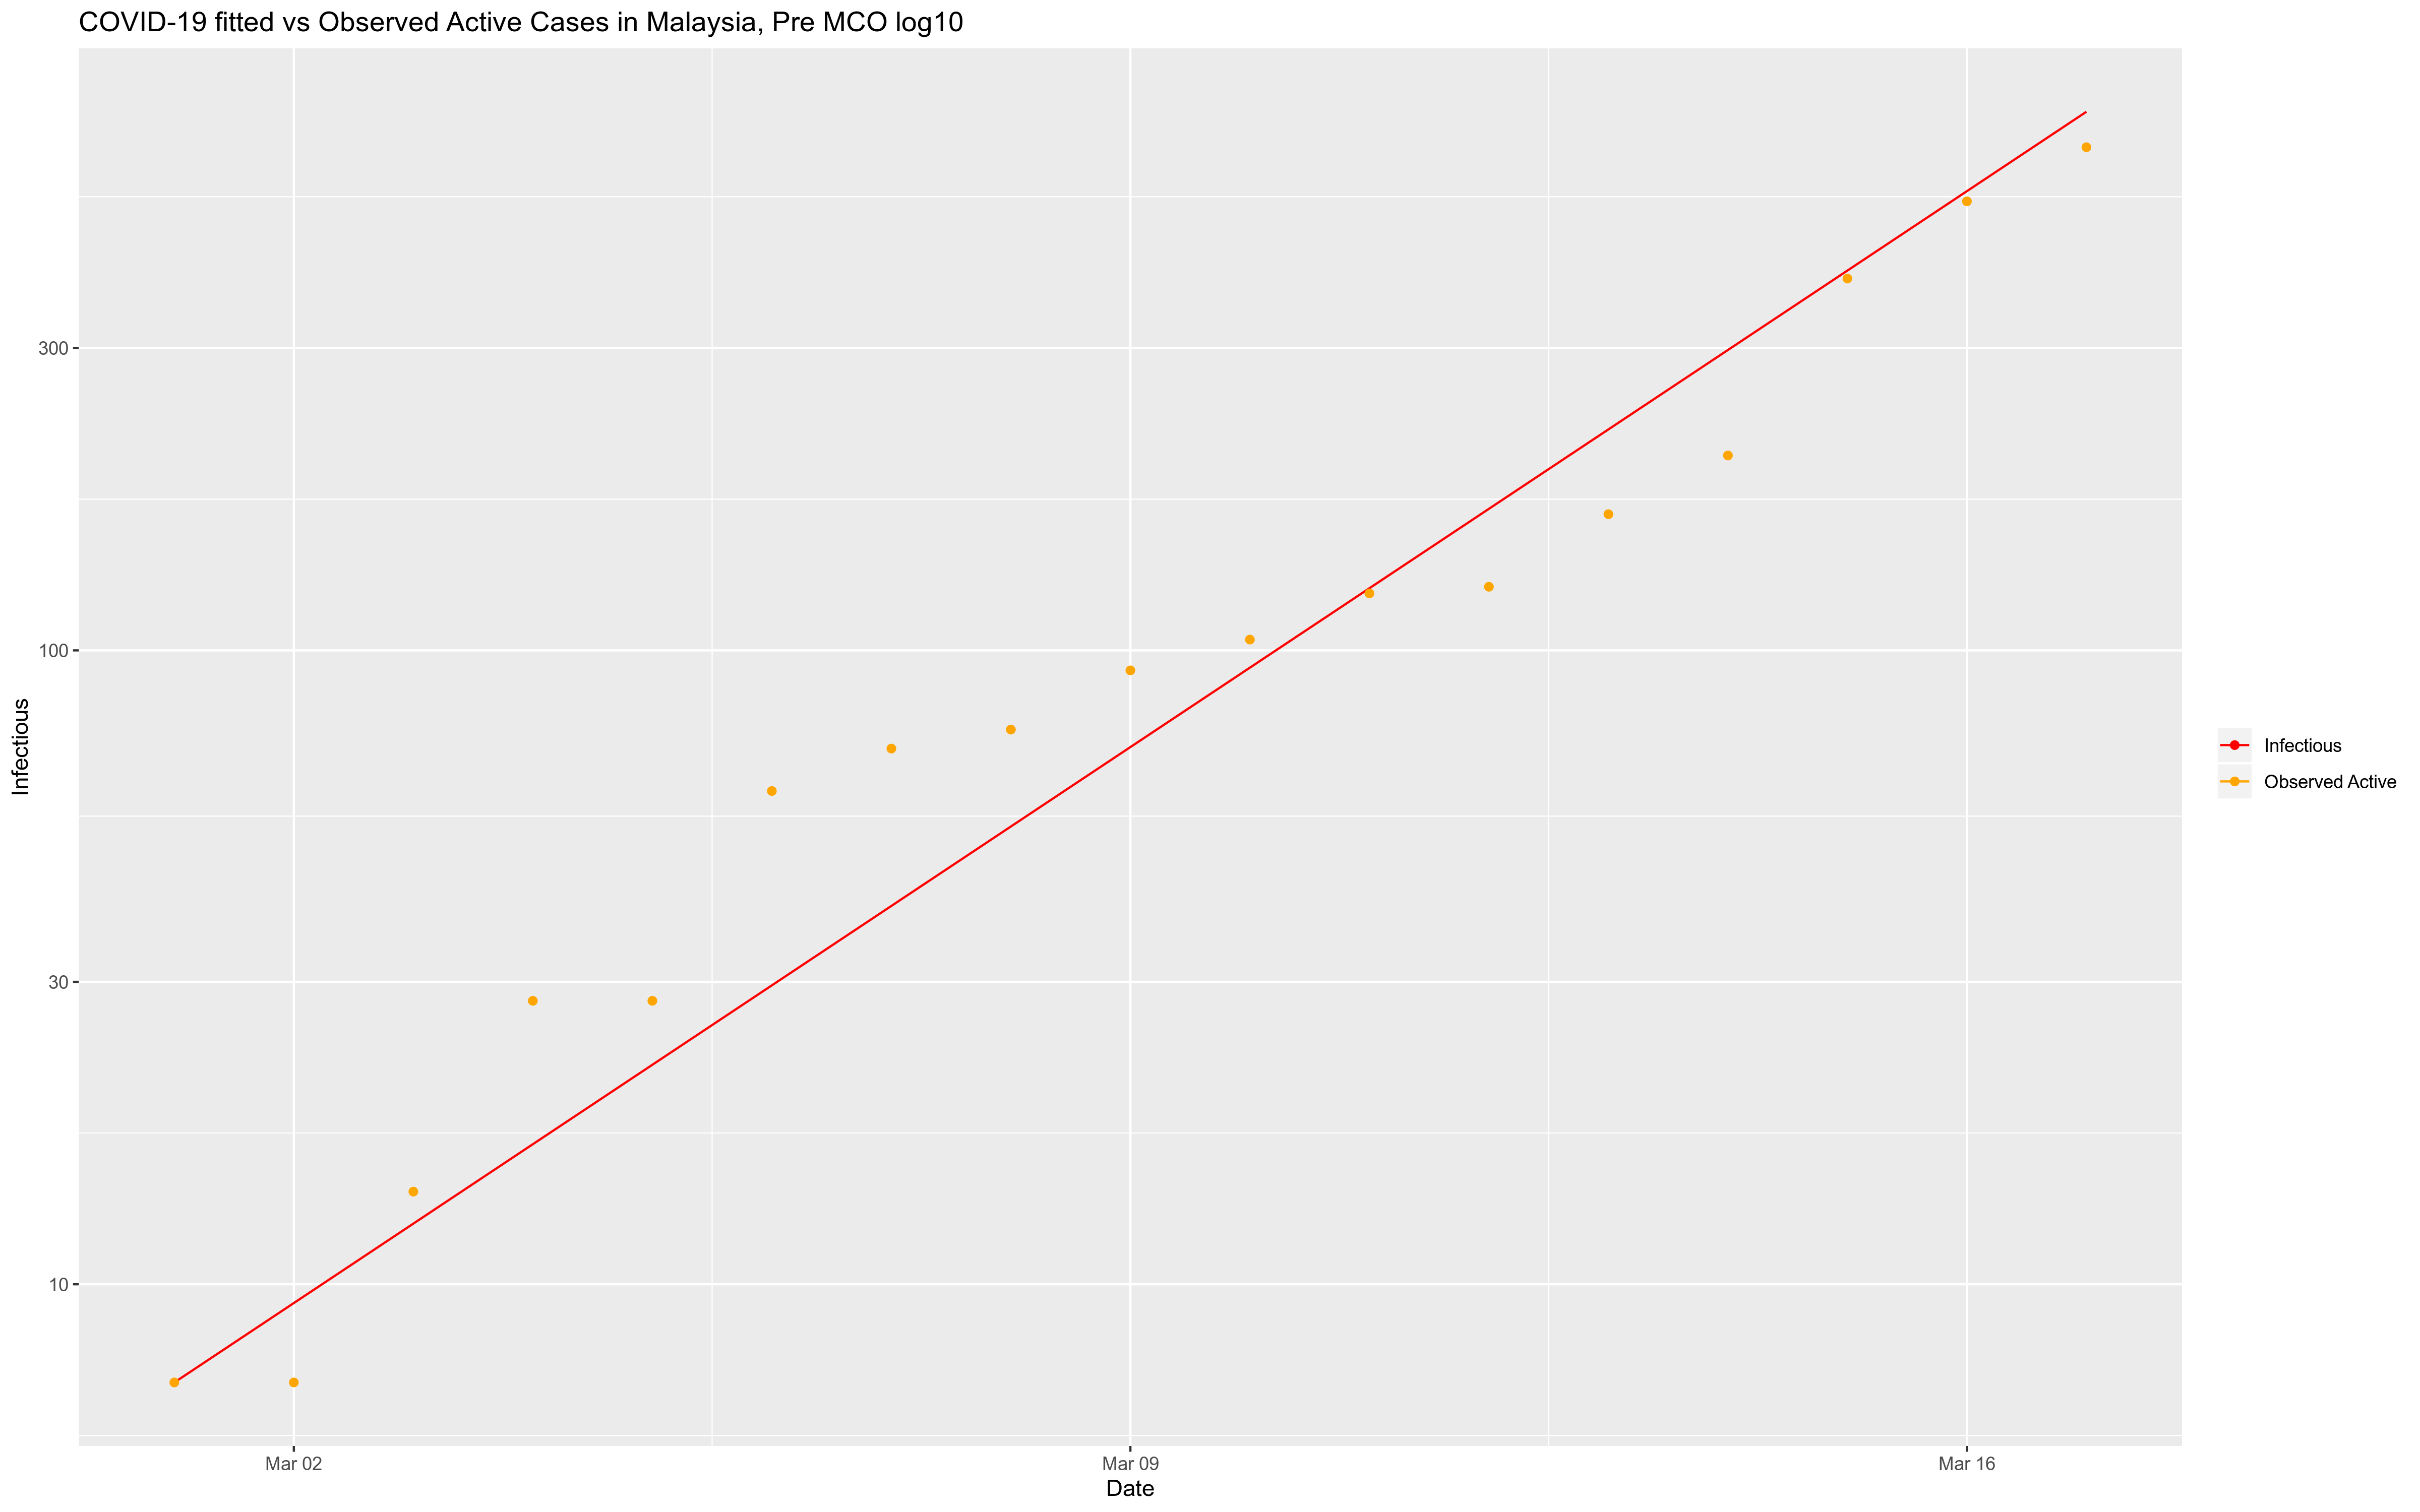 COVID-19 fitted vs Observed Active Cases in Malaysia, Pre MCO log10
Infectious
300
100
30
10
Mar 02
Mar 09
Mar 16
Date
Infectious
Observed Active